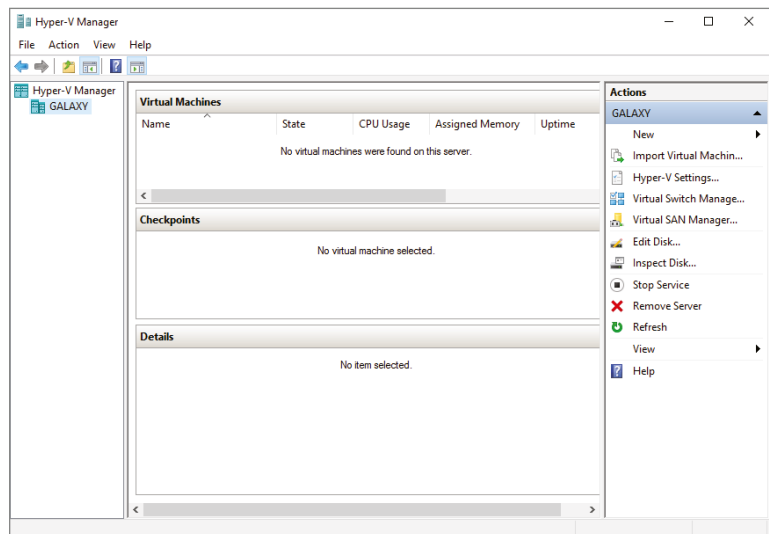 Hyper-V Manager
File Action View Help
Hyper-V Manager
GALAXY
Virtual Machines
Name State CPU Usage Assigned Memory Uptime
No virtual machines were found on this server.
Checkpoints
No virtual machine selected.
Details
No item selected.
Actions
GALAXY
New
Import Virtual Machin...
Hyper-V Settings...
Virtual Switch Manage...
Virtual SAN Manager...
Edit Disk...
Inspect Disk...
Stop Service
Remove Server
Refresh
View
Help